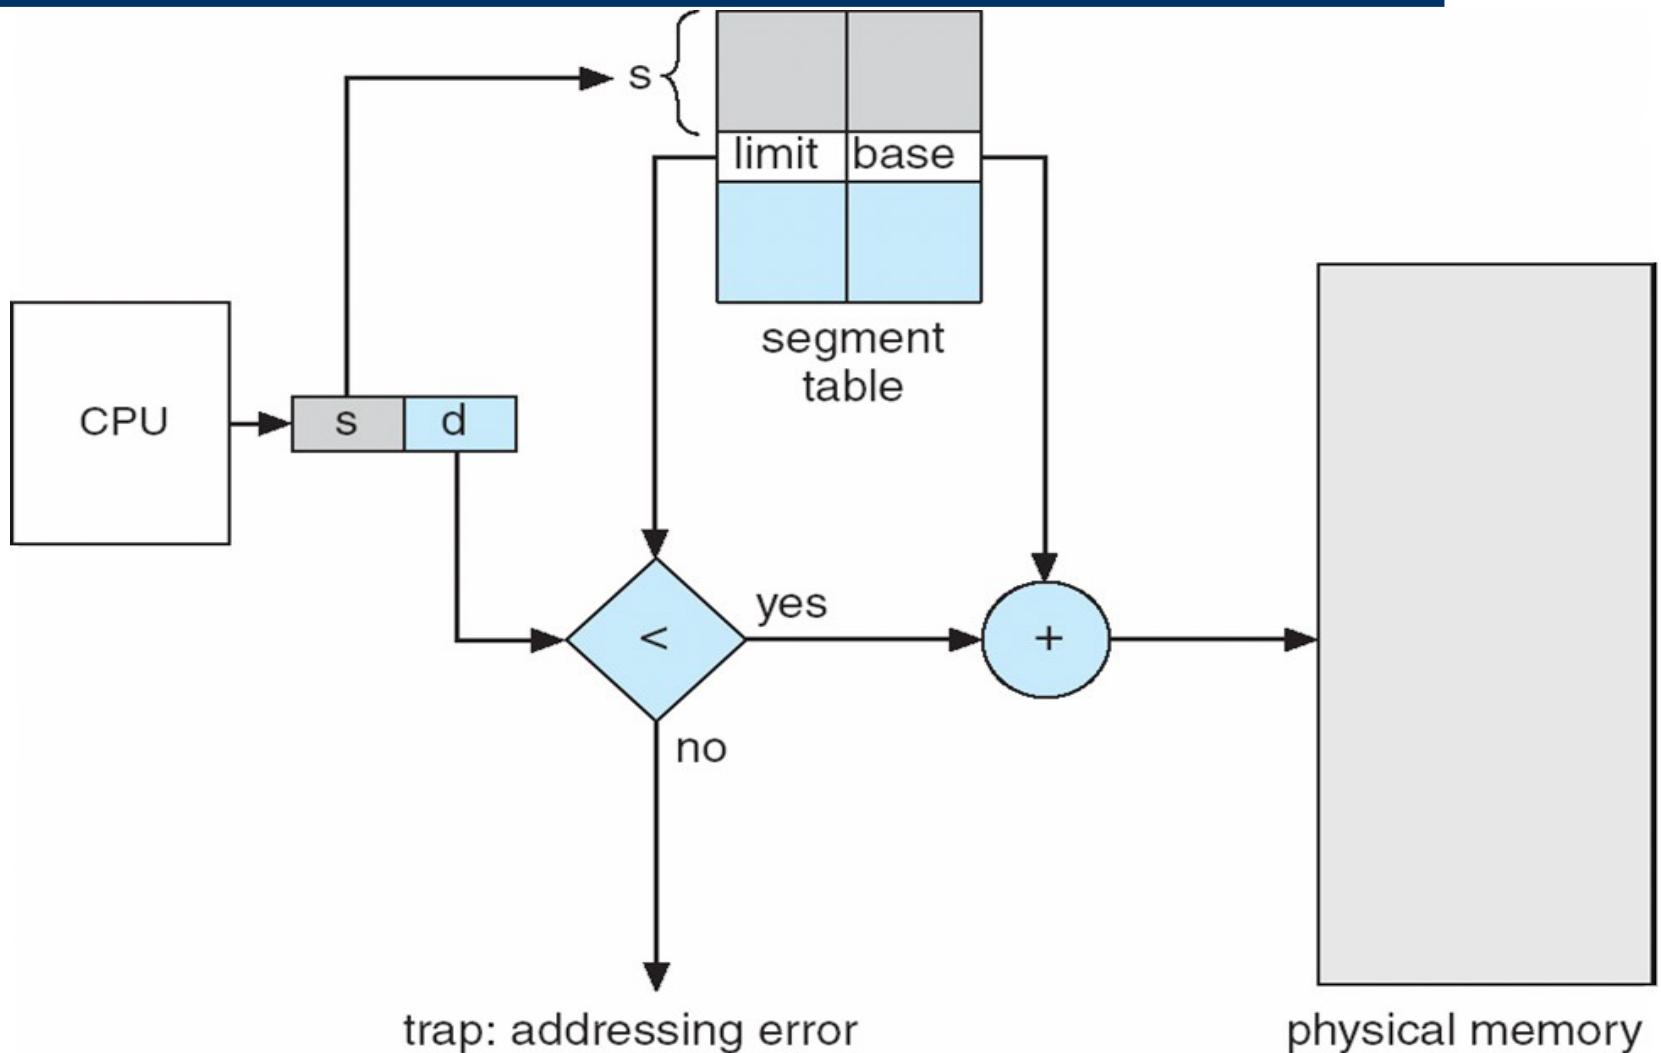 s
limit base
segment
table
CPU
s d
<
yes
+
no
trap: addressing error
physical memory